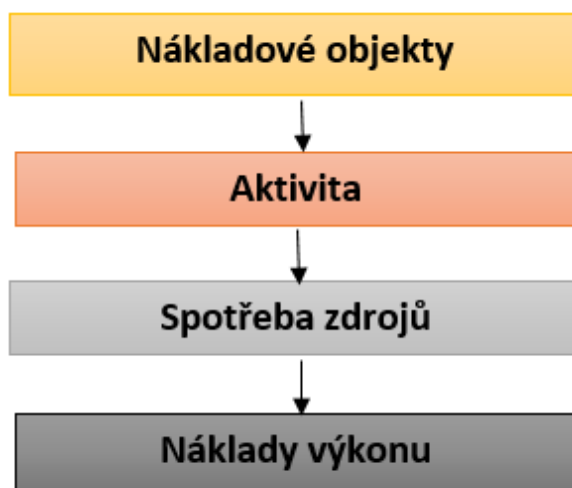 Nákladové objekty
Aktivita
Spotřeba zdrojů
Náklady výkonu